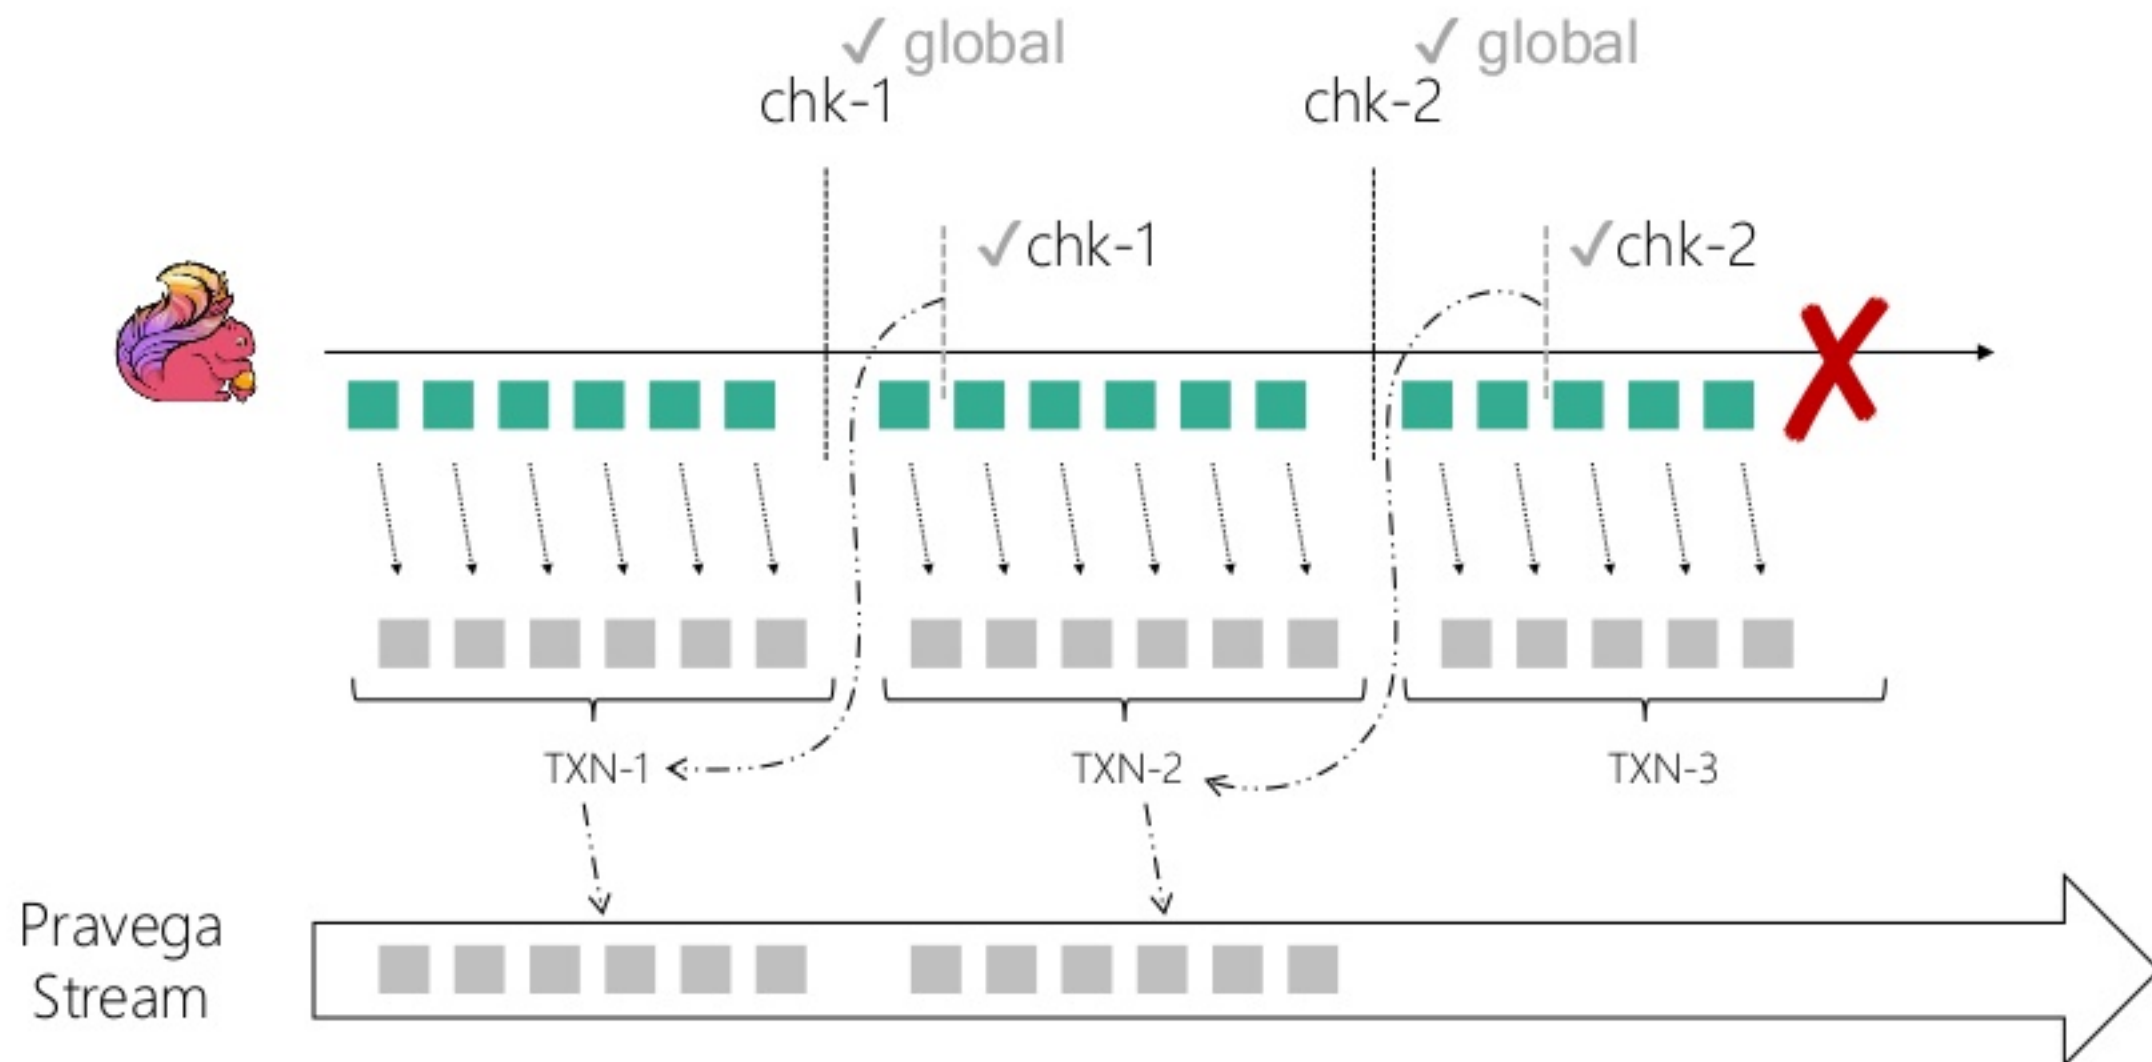 ✓ global
✓ global
chk-1
chk-2
✓chk-1
✓chk-2
TXN-1
TXN-2
TXN-3
Pravega
Stream